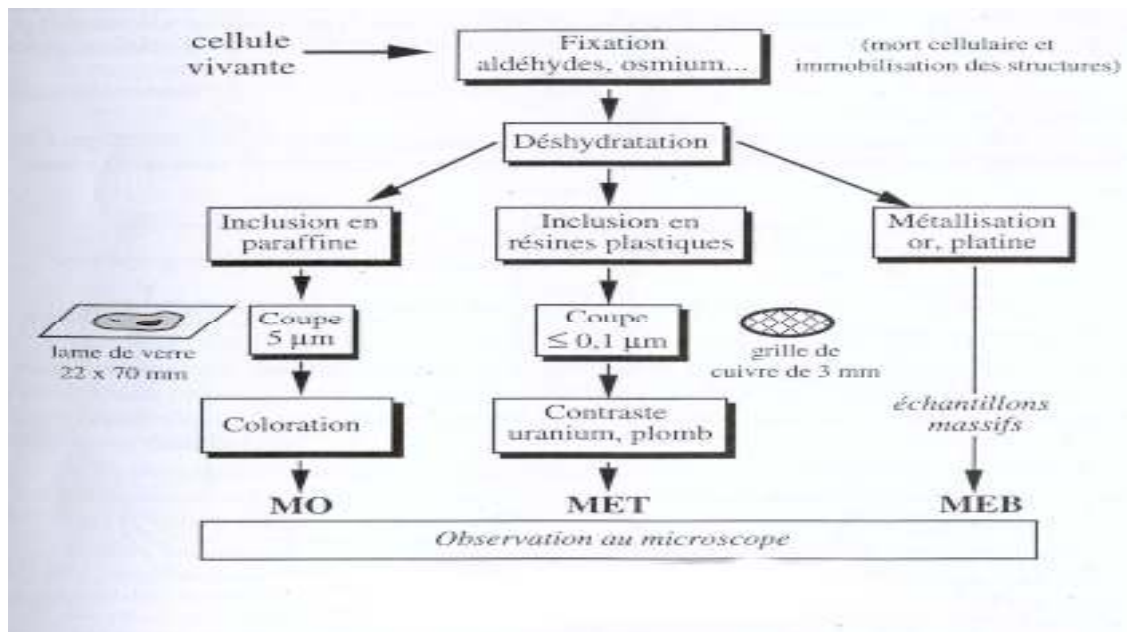 cellule
vivante
Fixation
aldéhydes, osmium...
(mort cellulaire et
immobilisation des structures)
Déshydratation
Inclusion en
paraffine
Inclusion en
résines plastiques
Métallisation
or, platine
Coupe
5 µm
lame de verre
22 x 70 mm
Coupe
≤ 0,1 µm
grille de
cuivre de 3 mm
Coloration
Contraste
uranium, plomb
échantillons
massifs
MO
MET
MEB
Observation au microscope